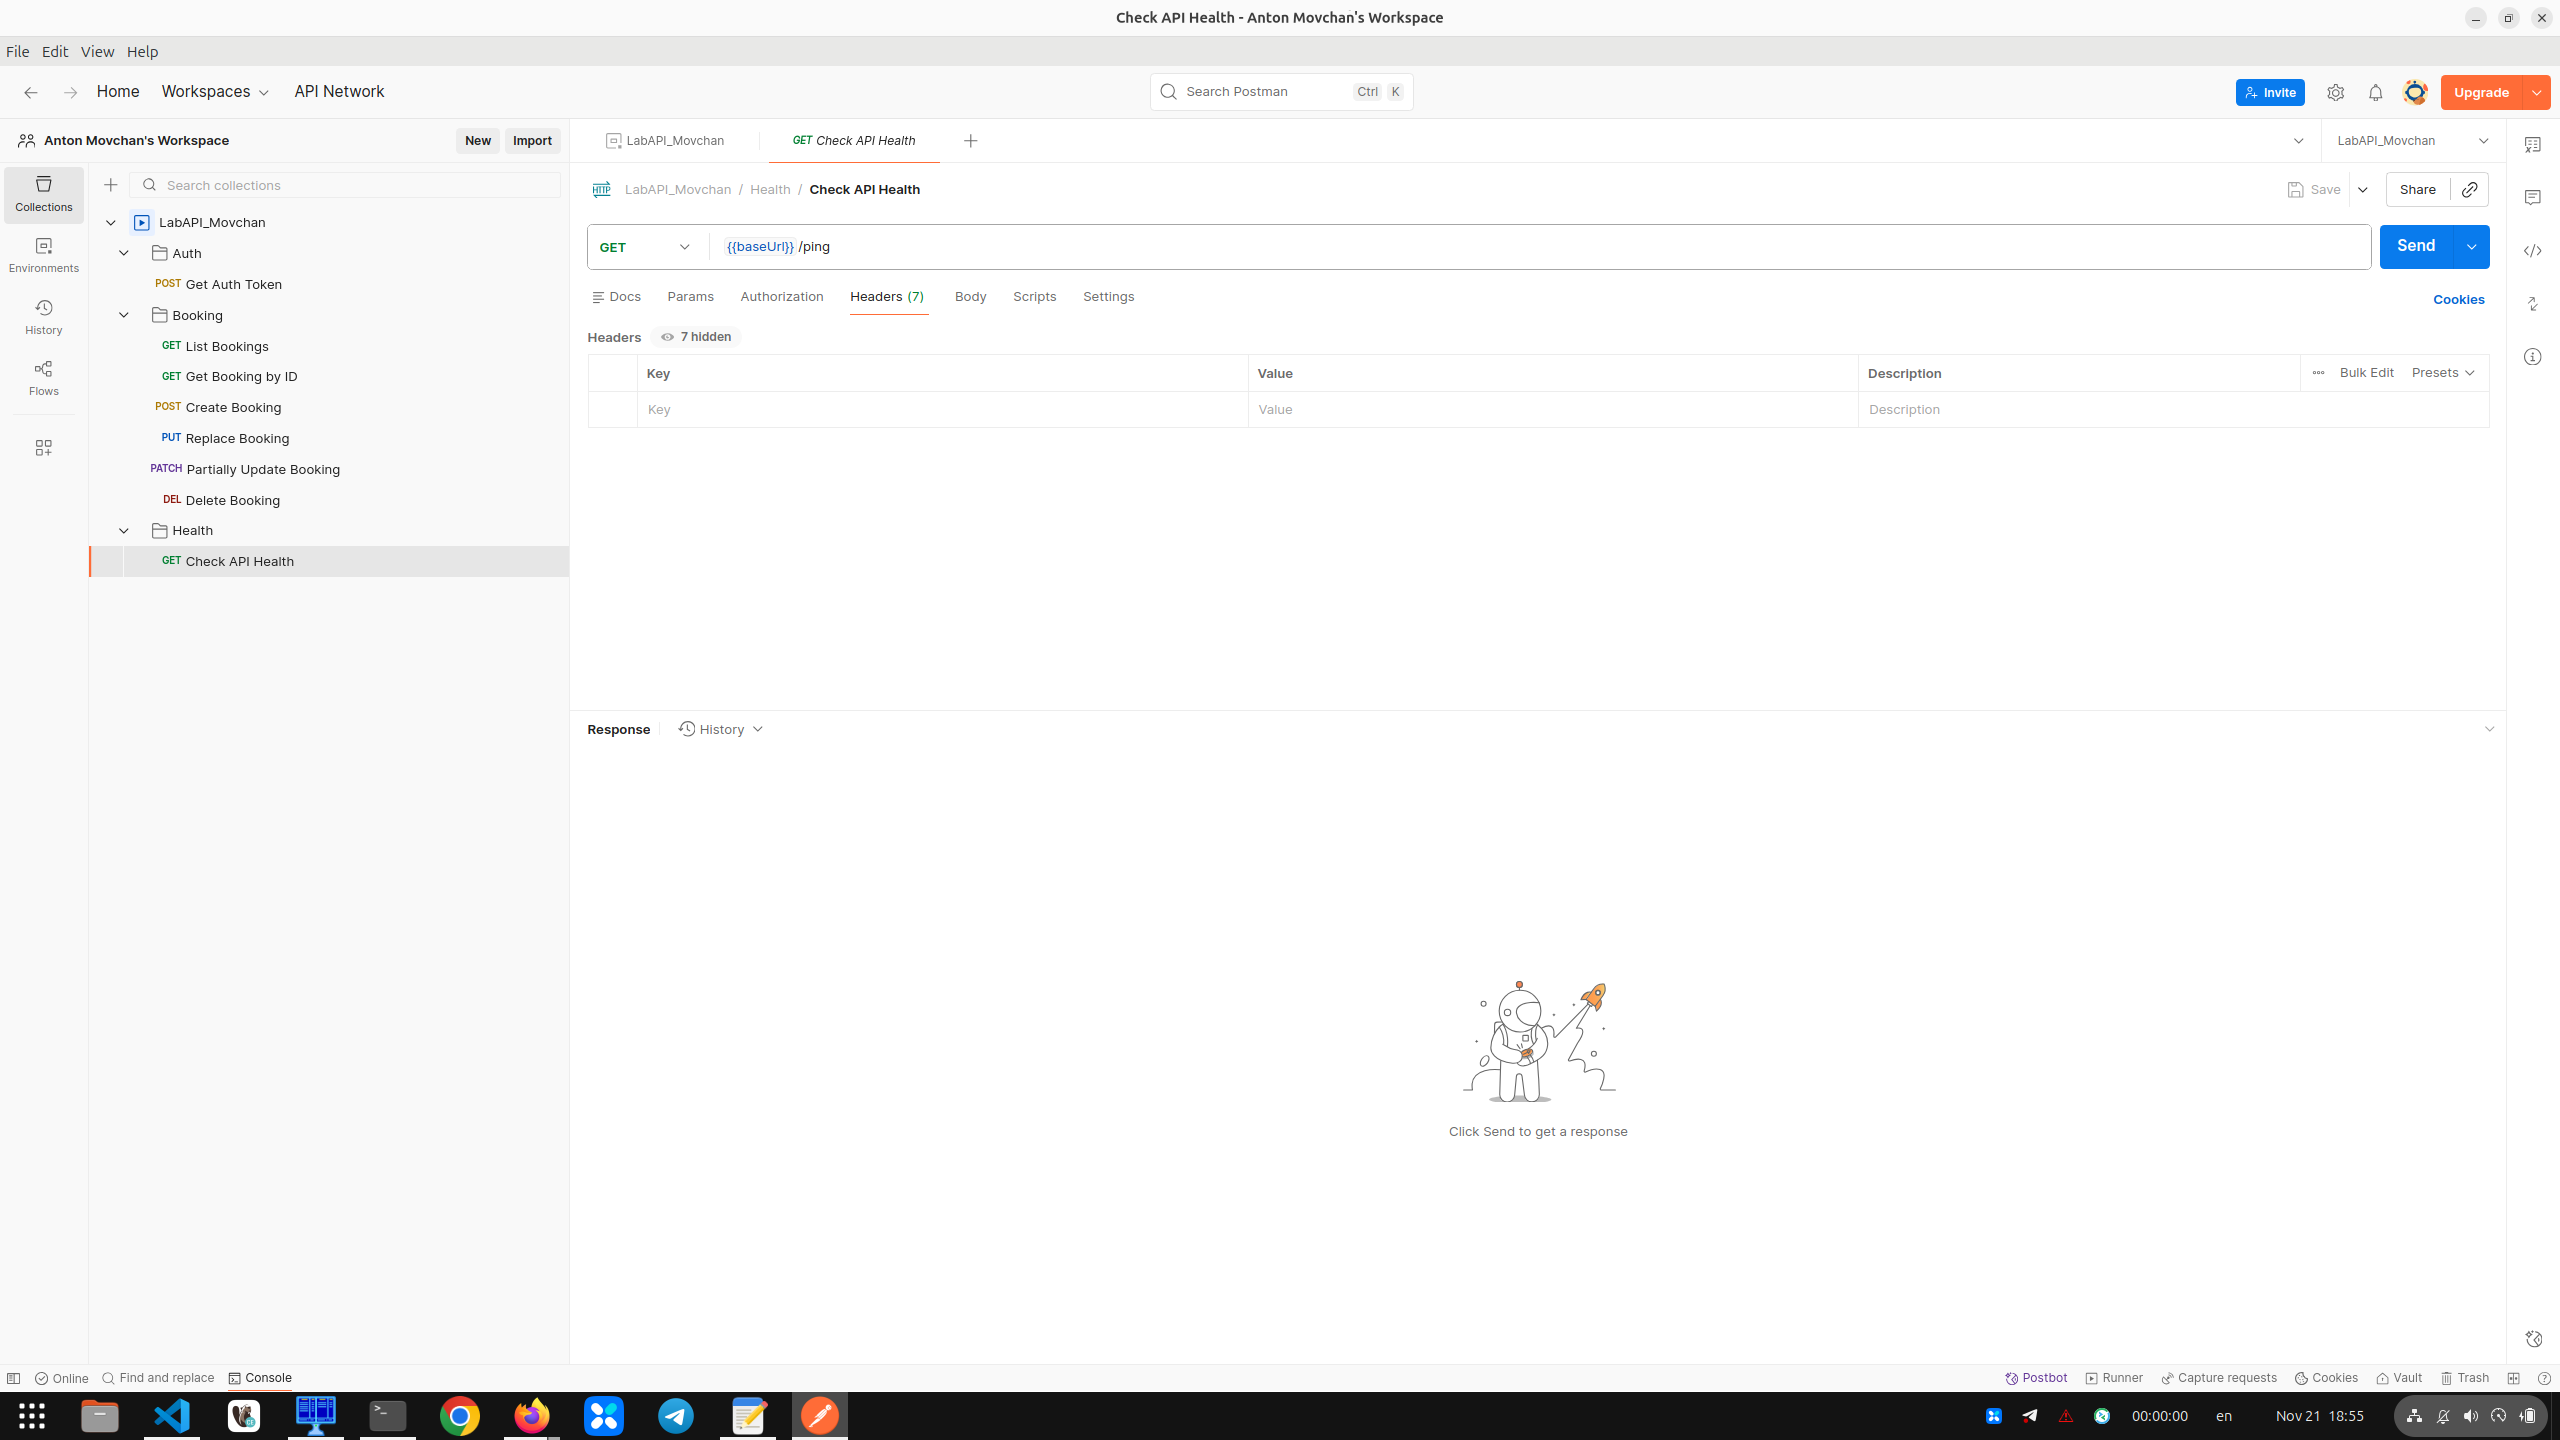 Check API Health - Anton Movchan's Workspace
File Edit View Help
Home Workspaces API Network Search Postman Ctrl K Invite Upgrade
Anton Movchan's Workspace New Import LabAPI_Movchan GET Check API Health LabAPI_Movchan
Collections
Environments
History
Flows
Search collections
LabAPI_Movchan
Auth
POST Get Auth Token
Booking
GET List Bookings
GET Get Booking by ID
POST Create Booking
PUT Replace Booking
PATCH Partially Update Booking
DEL Delete Booking
Health
GET Check API Health
HTTP LabAPI_Movchan / Health / Check API Health Save Share
GET {{baseUrl}} /ping Send
Docs Params Authorization Headers (7) Body Scripts Settings Cookies
Headers 7 hidden
Key Value Description Bulk Edit Presets
Key Value Description
Response History
Click Send to get a response
Online Find and replace Console Postbot Runner Capture requests Cookies Vault Trash
00:00:00 en Nov 21 18:55